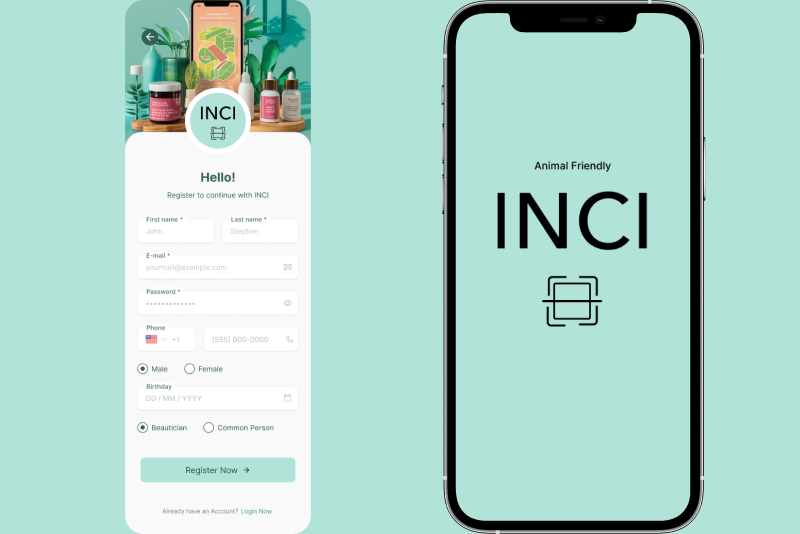 INCI
Hello!
Register to continue with INCI
First name *
Last name *
John
Stephen
E-mail *
yourmail@example.com
Password *
Phone
+1
(555) 000-0000
Male
Female
Birthday
DD / MM / YYYY
Beautician
Common Person
Register Now →
Already have an Account? Login Now
Animal Friendly
INCI